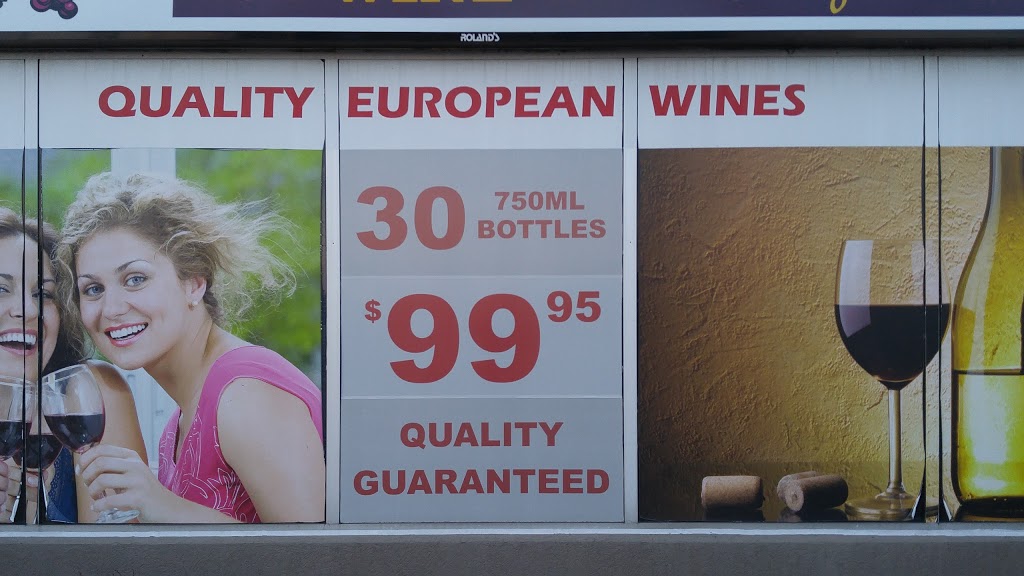 ROLAND'S
QUALITY EUROPEAN WINES
30 750ML
BOTTLES
$99 95
QUALITY
GUARANTEED